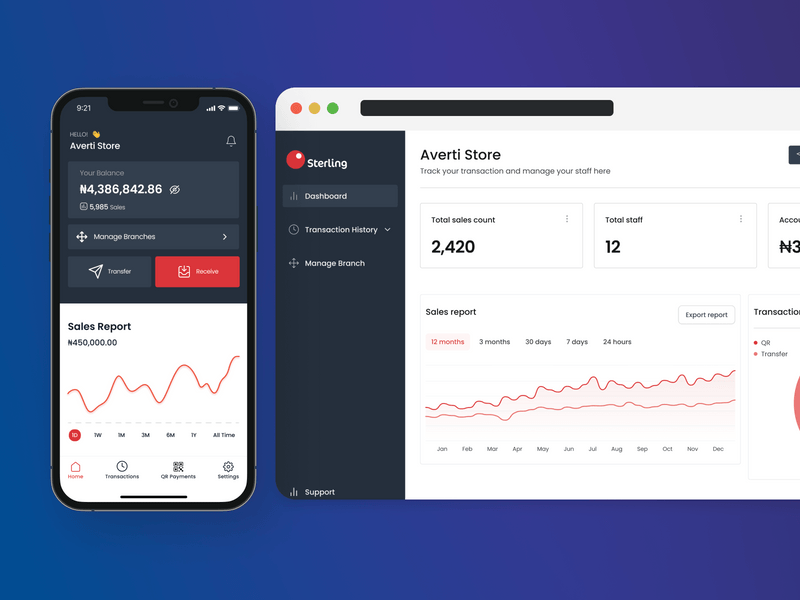 9:21
HELLO! 👋
Averti Store
Your Balance
₦4,386,842.86
5,985 Sales
Manage Branches
Transfer
Receive
Sales Report
₦450,000.00
1D 1W 1M 3M 6M 1Y All Time
Home Transactions QR Payments Settings
Sterling
Dashboard
Transaction History
Manage Branch
Support
Averti Store
Track your transaction and manage your staff here
Total sales count
2,420
Total staff
12
Sales report
Export report
12 months 3 months 30 days 7 days 24 hours
Jan Feb Mar Apr May Jun Jul Aug Sep Oct Nov Dec
QR
Transfer